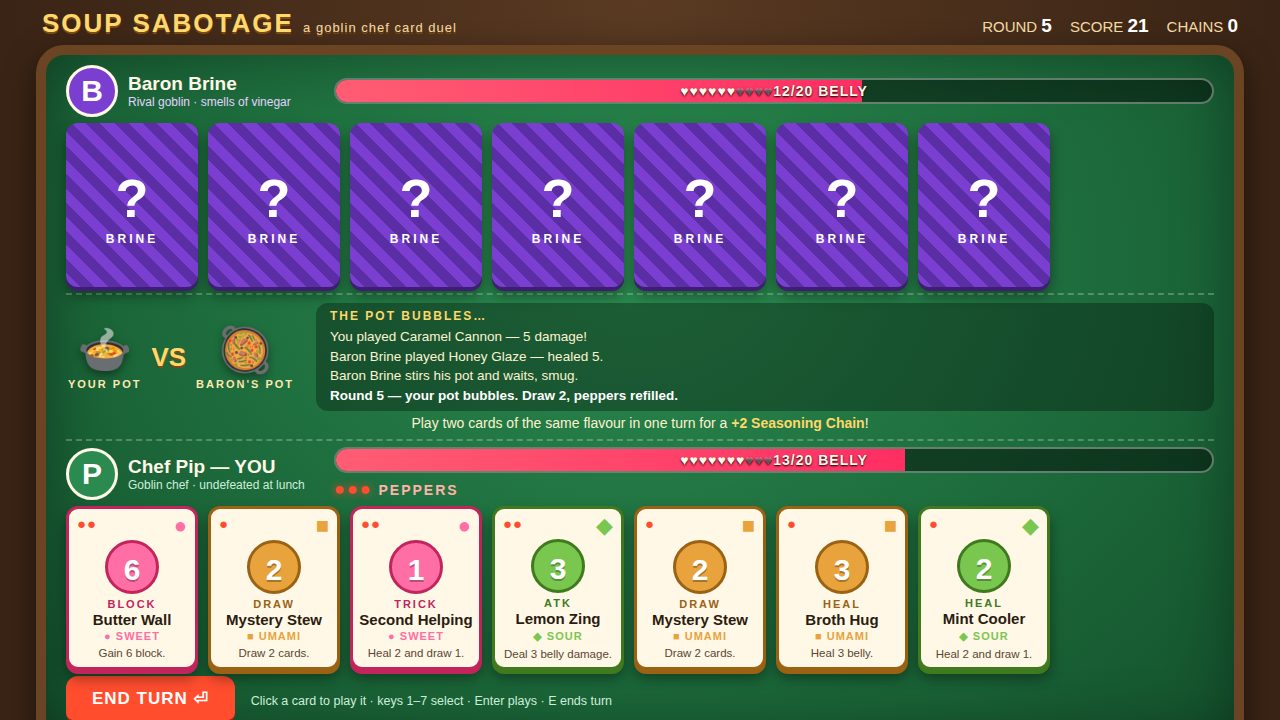 SOUP SABOTAGE a goblin chef card duel
ROUND 5 SCORE 21 CHAINS 0
B
Baron Brine
Rival goblin · smells of vinegar
♥♥♥♥♥♥♥♥♥♥12/20 BELLY
? ? ? ? ? ? ?
BRINE BRINE BRINE BRINE BRINE BRINE BRINE
YOUR POT
VS
BARON'S POT
THE POT BUBBLES…
You played Caramel Cannon — 5 damage!
Baron Brine played Honey Glaze — healed 5.
Baron Brine stirs his pot and waits, smug.
Round 5 — your pot bubbles. Draw 2, peppers refilled.
Play two cards of the same flavour in one turn for a +2 Seasoning Chain!
P
Chef Pip — YOU
Goblin chef · undefeated at lunch
♥♥♥♥♥♥♥♥♥♥13/20 BELLY
●●● PEPPERS
●● ●
6
BLOCK
Butter Wall
● SWEET
Gain 6 block.
● ■
2
DRAW
Mystery Stew
■ UMAMI
Draw 2 cards.
●● ●
1
TRICK
Second Helping
● SWEET
Heal 2 and draw 1.
●● ◆
3
ATK
Lemon Zing
◆ SOUR
Deal 3 belly damage.
● ■
2
DRAW
Mystery Stew
■ UMAMI
Draw 2 cards.
● ■
3
HEAL
Broth Hug
■ UMAMI
Heal 3 belly.
● ◆
2
HEAL
Mint Cooler
◆ SOUR
Heal 2 and draw 1.
END TURN ⏎
Click a card to play it · keys 1–7 select · Enter plays · E ends turn